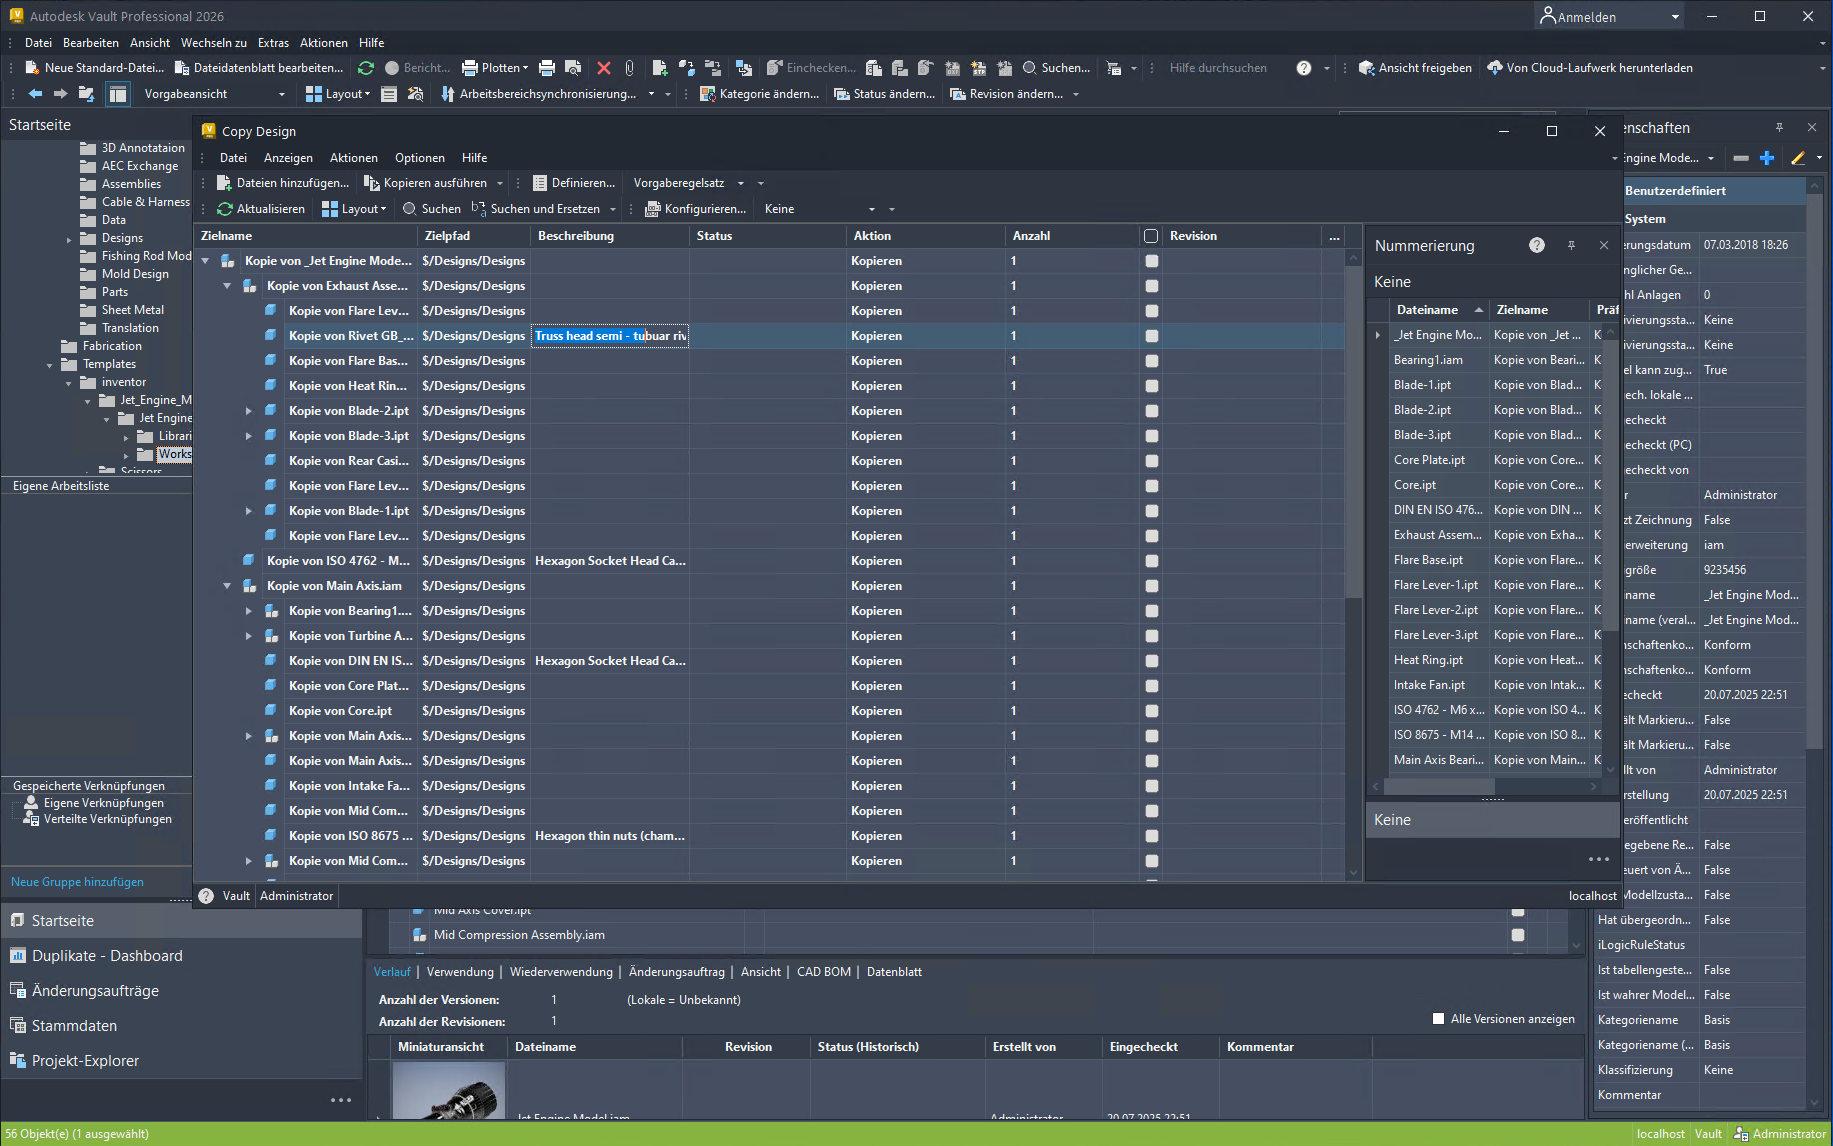 Autodesk Vault Professional 2026
Anmelden
Datei Bearbeiten Ansicht Wechseln zu Extras Aktionen Hilfe
Neue Standard-Datei... Dateidatenblatt bearbeiten... Bericht... Plotten Einchecken... Suchen... Hilfe durchsuchen Ansicht freigeben Von Cloud-Laufwerk herunterladen
Vorgabeansicht Layout Arbeitsbereichsynchronisierung... Kategorie ändern... Status ändern... Revision ändern...
Startseite
3D Annotataion
AEC Exchange
Assemblies
Cable & Harness
Data
Designs
Fishing Rod Mod
Mold Design
Parts
Sheet Metal
Translation
Fabrication
Templates
inventor
Jet_Engine_M
Jet Engine
Librari
Works
Scissors
Eigene Arbeitsliste
Gespeicherte Verknüpfungen
Eigene Verknüpfungen
Verteilte Verknüpfungen
Neue Gruppe hinzufügen
Startseite
Duplikate - Dashboard
Änderungsaufträge
Stammdaten
Projekt-Explorer
Copy Design
Datei Anzeigen Aktionen Optionen Hilfe
Dateien hinzufügen... Kopieren ausführen Definieren... Vorgaberegelsatz
Aktualisieren Layout Suchen Suchen und Ersetzen Konfigurieren... Keine
Zielname Zielpfad Beschreibung Status Aktion Anzahl Revision ...
Kopie von _Jet Engine Mode... $/Designs/Designs Kopieren 1
Kopie von Exhaust Asse... $/Designs/Designs Kopieren 1
Kopie von Flare Lev... $/Designs/Designs Kopieren 1
Kopie von Rivet GB_... $/Designs/Designs Truss head semi - tubuar riv Kopieren 1
Kopie von Flare Bas... $/Designs/Designs Kopieren 1
Kopie von Heat Rin... $/Designs/Designs Kopieren 1
Kopie von Blade-2.ipt $/Designs/Designs Kopieren 1
Kopie von Blade-3.ipt $/Designs/Designs Kopieren 1
Kopie von Rear Casi... $/Designs/Designs Kopieren 1
Kopie von Flare Lev... $/Designs/Designs Kopieren 1
Kopie von Blade-1.ipt $/Designs/Designs Kopieren 1
Kopie von Flare Lev... $/Designs/Designs Kopieren 1
Kopie von ISO 4762 - M... $/Designs/Designs Hexagon Socket Head Ca... Kopieren 1
Kopie von Main Axis.iam $/Designs/Designs Kopieren 1
Kopie von Bearing1.... $/Designs/Designs Kopieren 1
Kopie von Turbine A... $/Designs/Designs Kopieren 1
Kopie von DIN EN IS... $/Designs/Designs Hexagon Socket Head Ca... Kopieren 1
Kopie von Core Plat... $/Designs/Designs Kopieren 1
Kopie von Core.ipt $/Designs/Designs Kopieren 1
Kopie von Main Axis... $/Designs/Designs Kopieren 1
Kopie von Main Axis... $/Designs/Designs Kopieren 1
Kopie von Intake Fa... $/Designs/Designs Kopieren 1
Kopie von Mid Com... $/Designs/Designs Kopieren 1
Kopie von ISO 8675 ... $/Designs/Designs Hexagon thin nuts (cham... Kopieren 1
Kopie von Mid Com... $/Designs/Designs Kopieren 1
Vault Administrator localhost
Nummerierung
Keine
Dateiname Zielname Präf
_Jet Engine Mo... Kopie von _Jet ... K
Bearing1.iam Kopie von Beari... K
Blade-1.ipt Kopie von Blad... K
Blade-2.ipt Kopie von Blad... K
Blade-3.ipt Kopie von Blad... K
Core Plate.ipt Kopie von Core... K
Core.ipt Kopie von Core... K
DIN EN ISO 476... Kopie von DIN ... K
Exhaust Assem... Kopie von Exha... K
Flare Base.ipt Kopie von Flare... K
Flare Lever-1.ipt Kopie von Flare... K
Flare Lever-2.ipt Kopie von Flare... K
Flare Lever-3.ipt Kopie von Flare... K
Heat Ring.ipt Kopie von Heat... K
Intake Fan.ipt Kopie von Intak... K
ISO 4762 - M6 x... Kopie von ISO 4... K
ISO 8675 - M14 ... Kopie von ISO 8... K
Main Axis Beari... Kopie von Main... K
Keine
enschaften
Engine Mode...
Benutzerdefiniert
System
erungsdatum 07.03.2018 18:26
nglicher Ge...
hl Anlagen 0
ivierungssta... Keine
ivierungssta... Keine
el kann zug... True
ech. lokale ...
echeckt
echeckt (PC)
echeckt von
r Administrator
zt Zeichnung False
erweiterung iam
größe 9235456
iname _Jet Engine Mod...
iname (veral... _Jet Engine Mod...
nschaftenko... Konform
nschaftenko... Konform
echeckt 20.07.2025 22:51
ält Markieru... False
ält Markieru... False
llt von Administrator
rstellung 20.07.2025 22:51
eröffentlicht
gegebene Re... False
euert von Ä... False
Modellzusta... False
Hat übergeordn... False
iLogicRuleStatus
Ist tabellengeste... False
Ist wahrer Model... False
Kategoriename Basis
Kategoriename (... Basis
Klassifizierung Keine
Kommentar
Mid Axis Cover.ipt
Mid Compression Assembly.iam
Verlauf | Verwendung | Wiederverwendung | Änderungsauftrag | Ansicht | CAD BOM | Datenblatt
Anzahl der Versionen: 1 (Lokale = Unbekannt)
Anzahl der Revisionen: 1
Alle Versionen anzeigen
Miniaturansicht Dateiname Revision Status (Historisch) Erstellt von Eingecheckt Kommentar
Jet Engine Model.iam Administrator 20.07.2025 22:51
56 Objekt(e) (1 ausgewählt)
localhost Vault Administrator